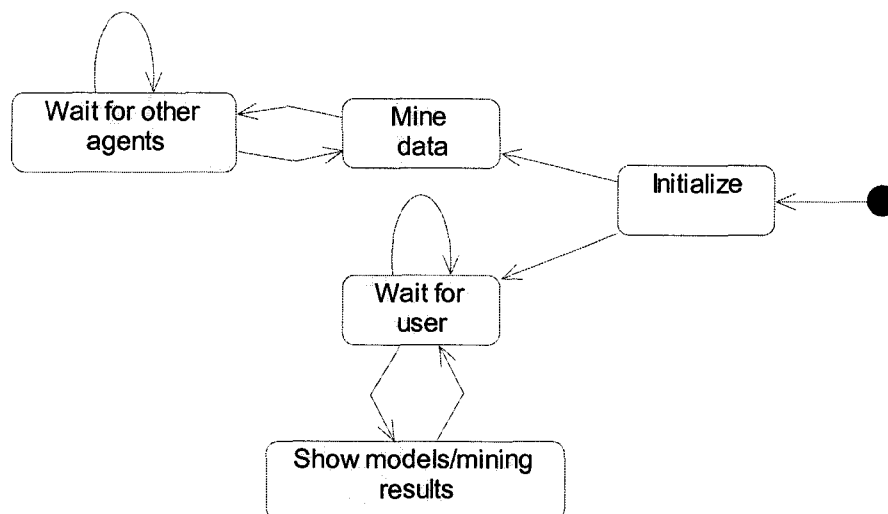 Wait for other
agents
Mine
data
Initialize
Wait for
user
Show models/mining
results